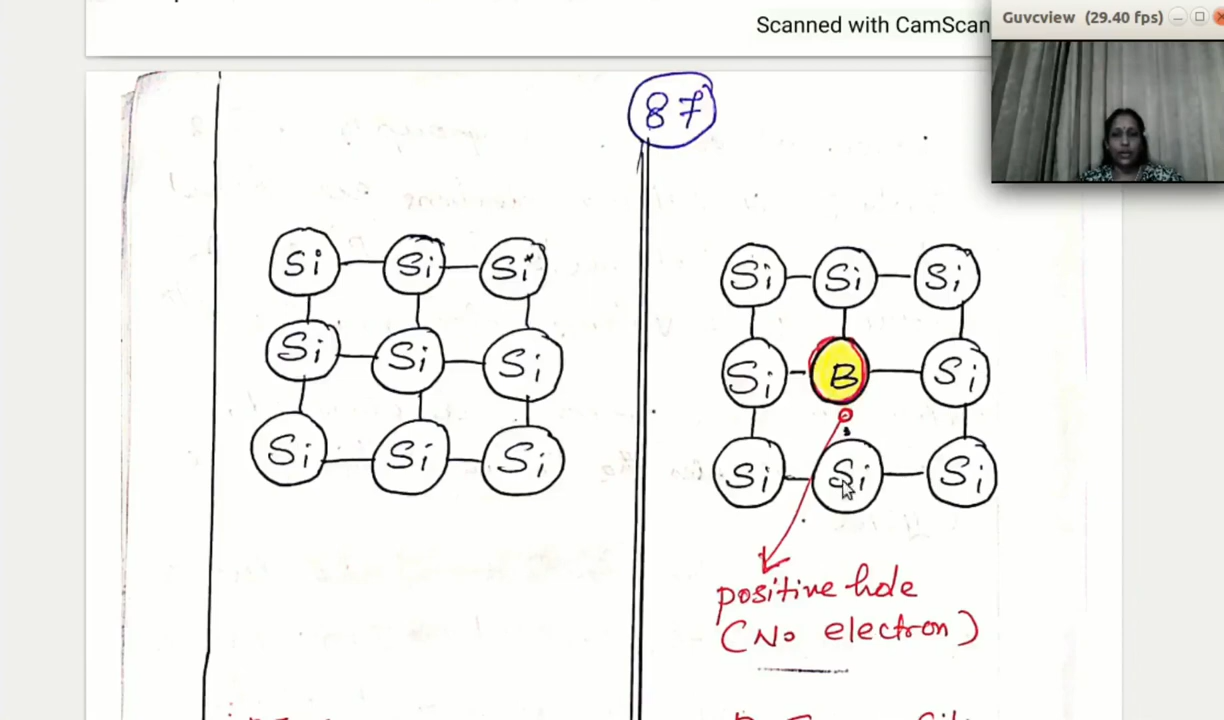 Scanned with CamScan
Guvcview (29.40 fps)
87
Si Si Si
Si Si Si
Si Si Si
Si Si Si
Si B Si
Si Si Si
positive hole
(No electron)